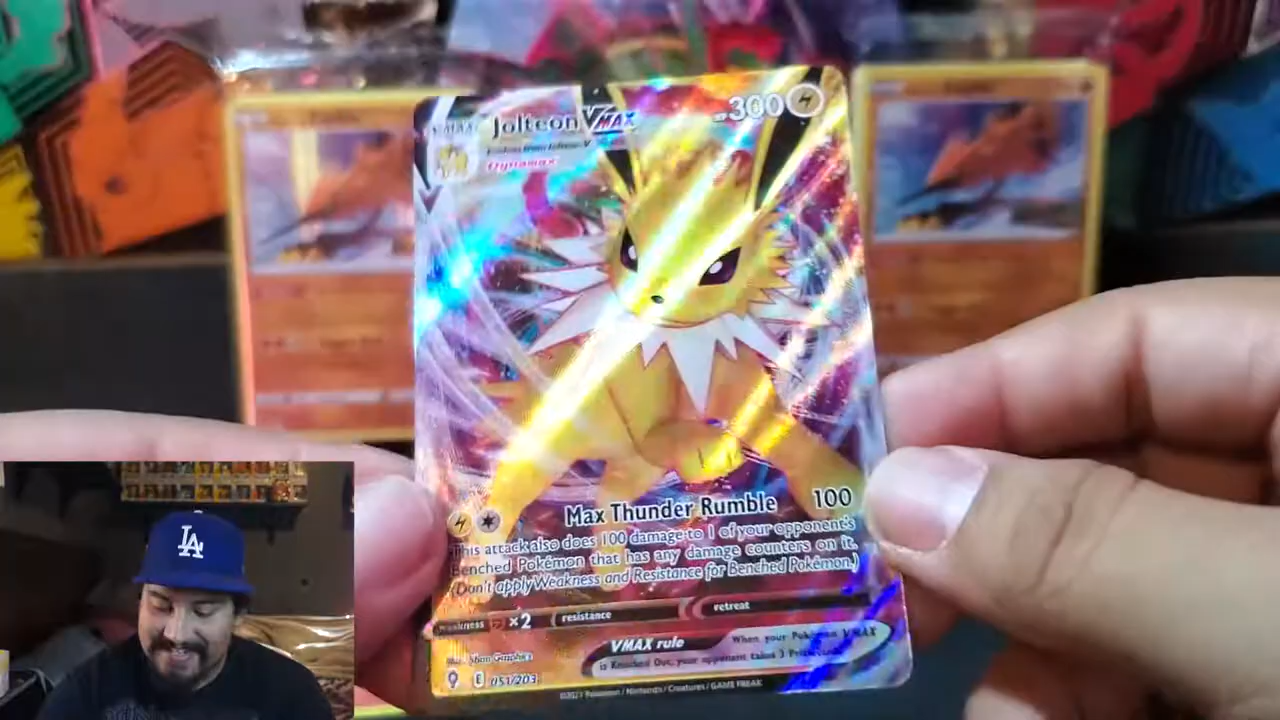 VMAX Jolteon VMAX 300
Evolves from Jolteon V
Dynamax
Max Thunder Rumble 100
This attack also does 100 damage to 1 of your opponent's
Benched Pokémon that has any damage counters on it.
(Don't apply Weakness and Resistance for Benched Pokémon.)
weakness ×2 resistance retreat
VMAX rule When your Pokémon VMAX
is Knocked Out, your opponent takes 3 Prize cards.
E 051/203
©2021 Pokémon / Nintendo / Creatures / GAME FREAK
LA